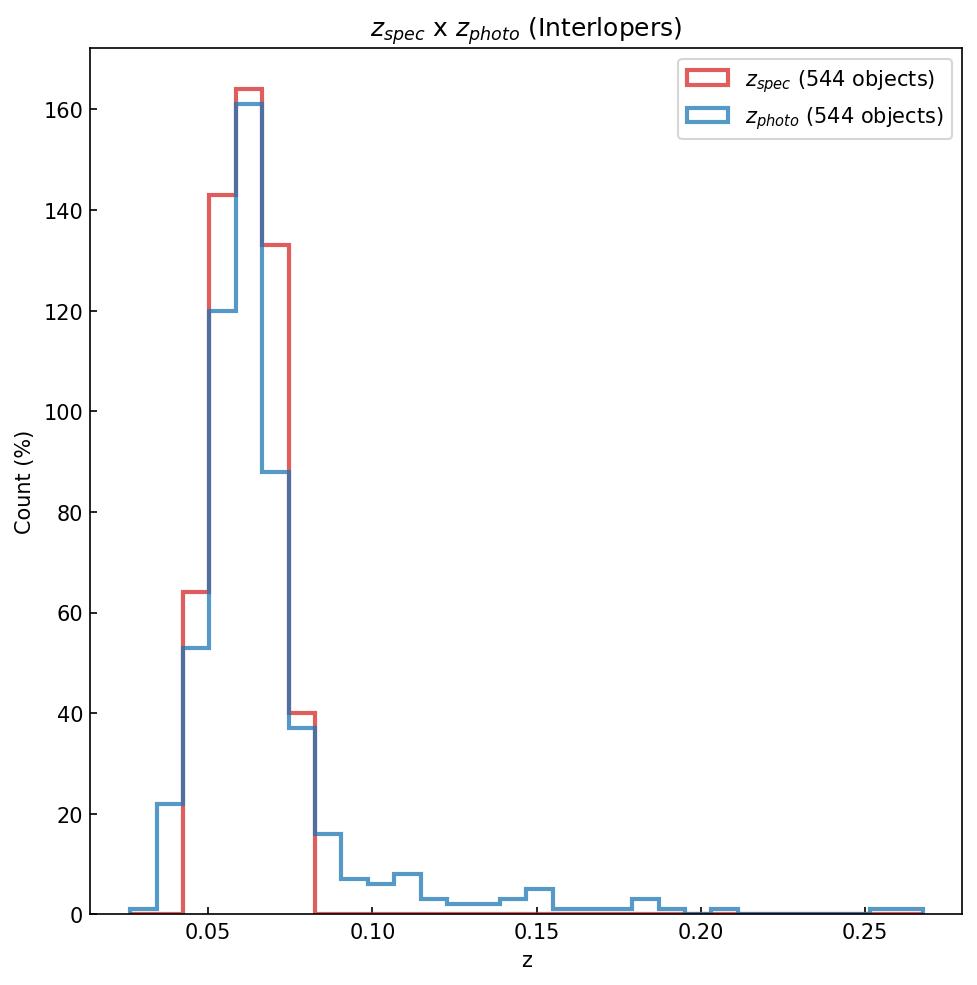 z_spec x z_photo (Interlopers)
z_spec (544 objects)
z_photo (544 objects)
Count (%)
160
140
120
100
80
60
40
20
0
0.05 0.10 0.15 0.20 0.25
z